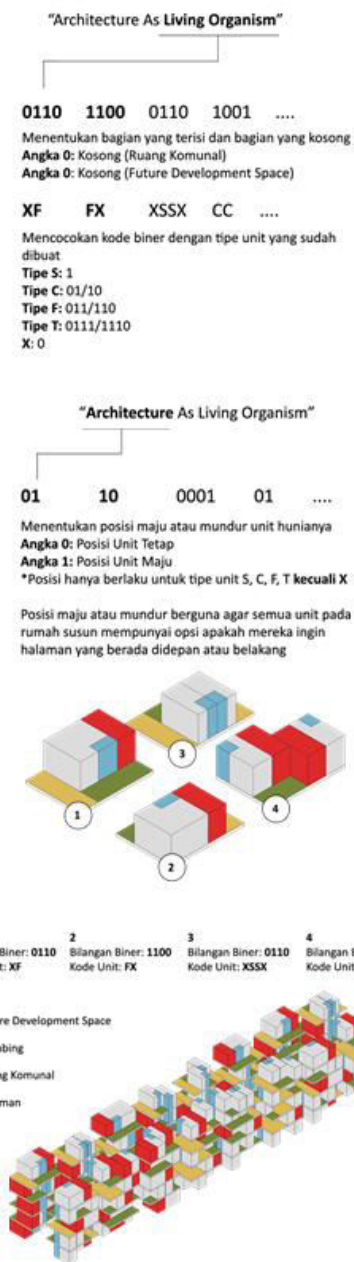 “Architecture As Living Organism”
0110 1100 0110 1001 ....
Menentukan bagian yang terisi dan bagian yang kosong
Angka 0: Kosong (Ruang Komunal)
Angka 0: Kosong (Future Development Space)
XF FX XSSX CC ....
Mencocokan kode biner dengan tipe unit yang sudah
dibuat
Tipe S: 1
Tipe C: 01/10
Tipe F: 011/110
Tipe T: 0111/1110
X: 0
“Architecture As Living Organism”
01 10 0001 01 ....
Menentukan posisi maju atau mundur unit hunianya
Angka 0: Posisi Unit Tetap
Angka 1: Posisi Unit Maju
*Posisi hanya berlaku untuk tipe unit S, C, F, T kecuali X
Posisi maju atau mundur berguna agar semua unit pada
rumah susun mempunyai opsi apakah mereka ingin
halaman yang berada didepan atau belakang
3
1
4
2
2 3 4
Biner: 0110 Bilangan Biner: 1100 Bilangan Biner: 0110 Bilangan B
t: XF Kode Unit: FX Kode Unit: XSSX Kode Unit
re Development Space
bing
g Komunal
man